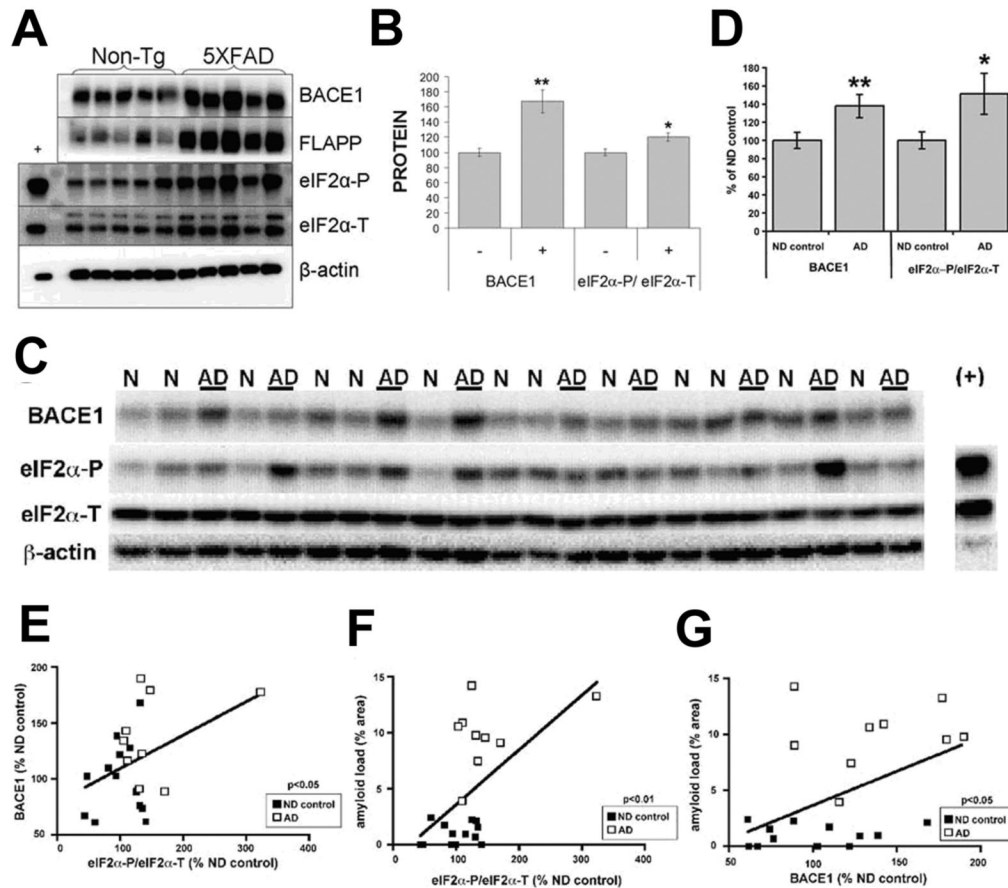 A
Non-Tg 5XFAD
BACE1
FLAPP
+
eIF2α-P
eIF2α-T
β-actin
B
PROTEIN
200
180
160
140
120
100
80
60
40
20
0
**
*
- + - +
BACE1 eIF2α-P/ eIF2α-T
D
% of ND control
180
160
140
120
100
80
60
40
20
0
**
*
ND control AD ND control AD
BACE1 eIF2α-P/eIF2α-T
C
N N AD N AD N N AD N AD N N AD N AD N N AD N AD N AD (+)
BACE1
eIF2α-P
eIF2α-T
β-actin
E
BACE1 (% ND control)
200
150
100
50
p<0.05
ND control
AD
0 100 200 300 400
eIF2α-P/eIF2α-T (% ND control)
F
amyloid load (% area)
15
10
5
0
p<0.01
ND control
AD
0 100 200 300 400
eIF2α-P/eIF2α-T (% ND control)
G
amyloid load (% area)
15
10
5
0
p<0.05
ND control
AD
50 100 150 200
BACE1 (% ND control)